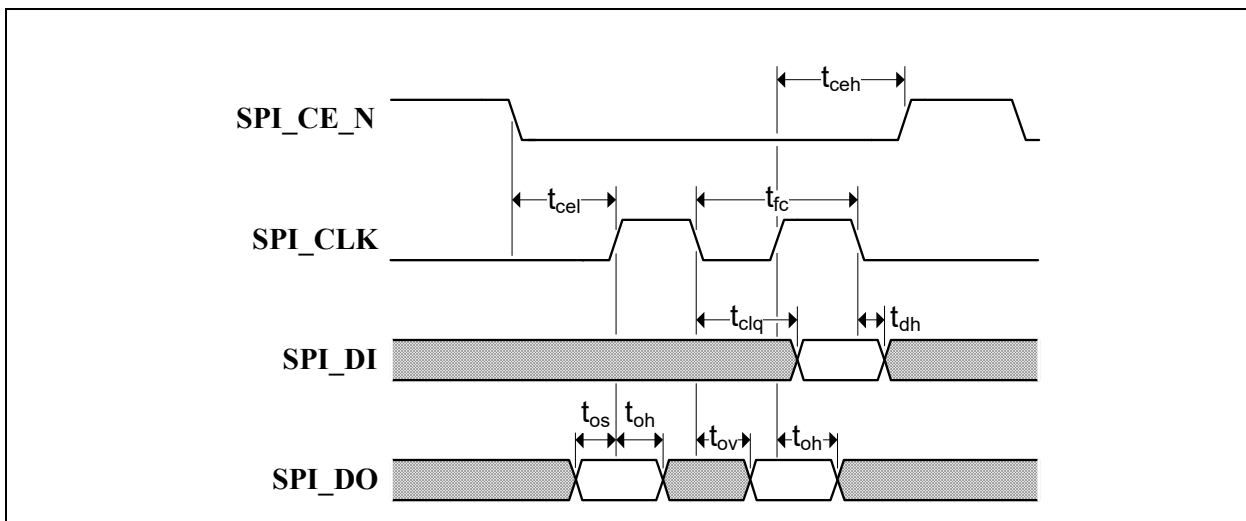 t_ceh
SPI_CE_N
t_cel
t_fc
SPI_CLK
t_clq
t_dh
SPI_DI
t_os
t_oh
t_ov
t_oh
SPI_DO